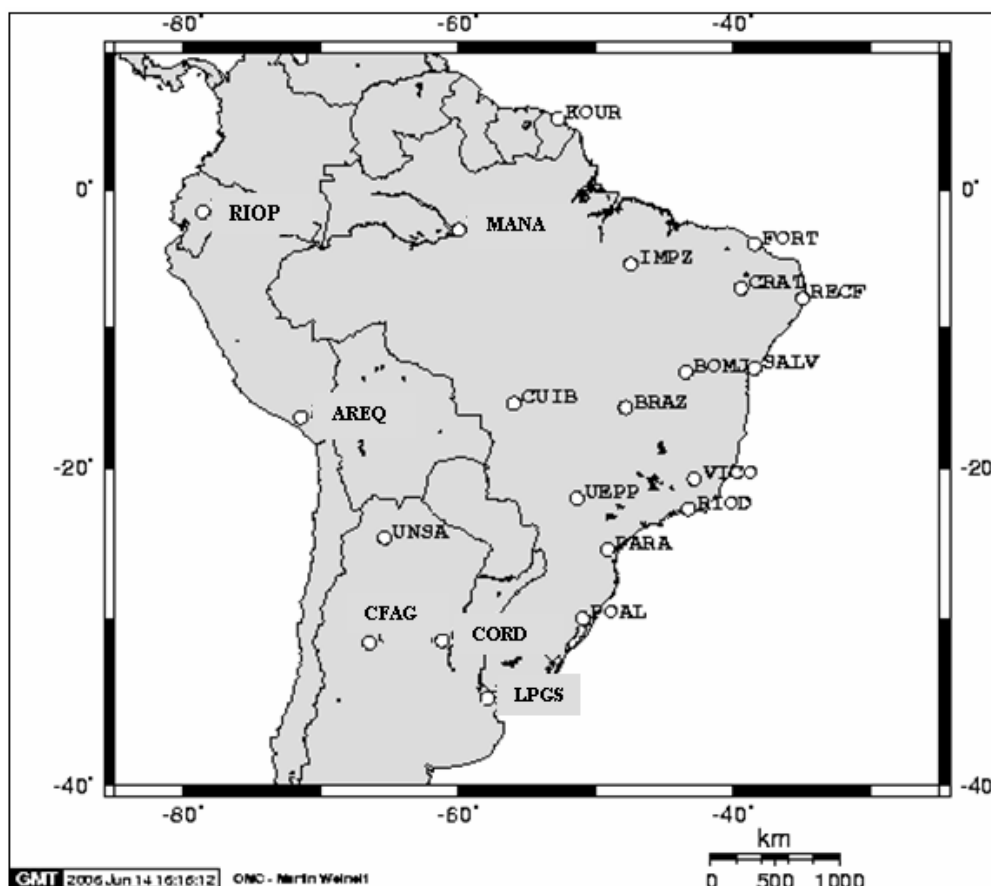 -80° -60° -40°
KOUR
0° 0°
RIOP
MANA
FORT
IMPZ
CRAT
RECF
BOMJ
SALV
CUIB
BRAZ
AREQ
-20° -20°
VICO
UEPP
RIOD
UNSA
PARA
CFAG
POAL
CORD
LPGS
-40° -40°
-80° -60° -40°
km
GMT 2006 Jun 14 16:16:12 OMC - Martin Weinelt
0 500 1000